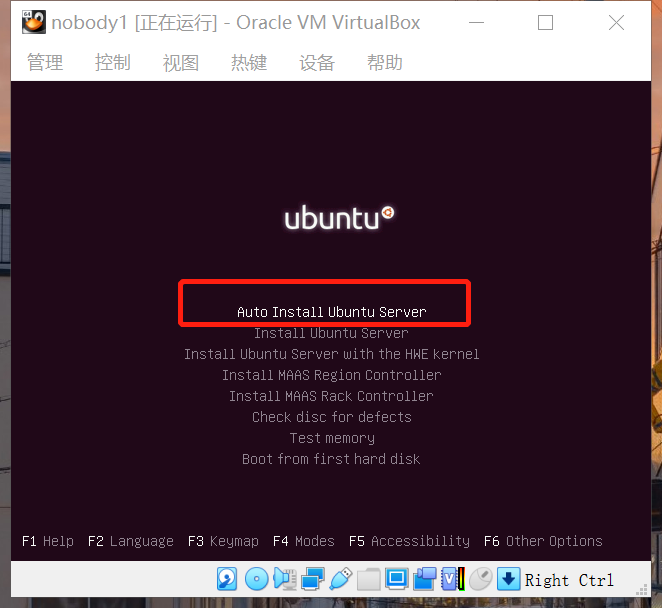 nobody1 [正在运行] - Oracle VM VirtualBox
管理 控制 视图 热键 设备 帮助
ubuntu
Auto Install Ubuntu Server
Install Ubuntu Server
Install Ubuntu Server with the HWE kernel
Install MAAS Region Controller
Install MAAS Rack Controller
Check disc for defects
Test memory
Boot from first hard disk
F1 Help F2 Language F3 Keymap F4 Modes F5 Accessibility F6 Other Options
Right Ctrl